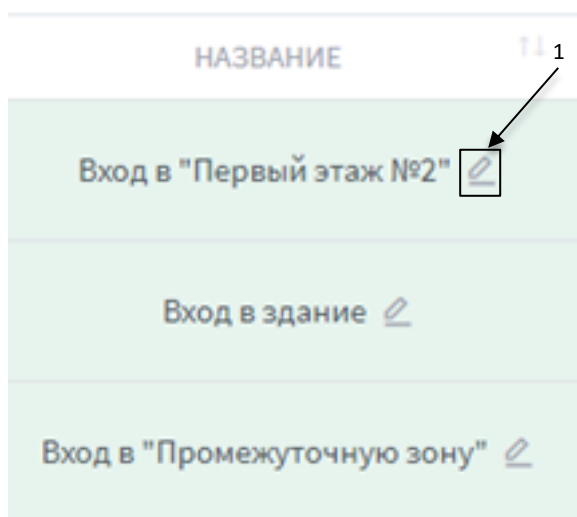 НАЗВАНИЕ
1
Вход в "Первый этаж №2"
Вход в здание
Вход в "Промежуточную зону"